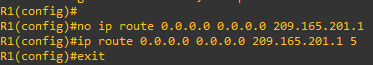 R1(config)#
R1(config)#no ip route 0.0.0.0 0.0.0.0 209.165.201.1
R1(config)#ip route 0.0.0.0 0.0.0.0 209.165.201.1 5
R1(config)#exit